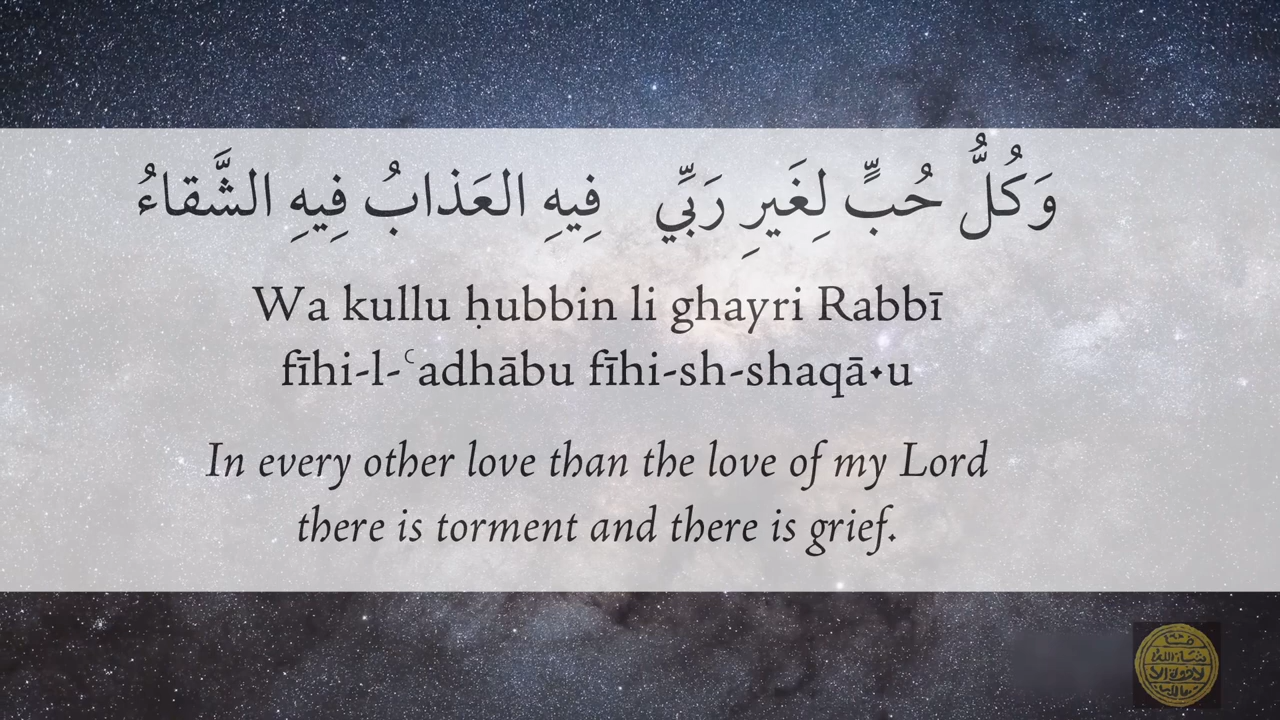 وَكُلُّ حُبٍّ لِغَيرِ رَبِّي فِيهِ العَذابُ فِيهِ الشَّقاءُ
Wa kullu ḥubbin li ghayri Rabbī
fīhi-l-ʿadhābu fīhi-sh-shaqā᛫u
In every other love than the love of my Lord
there is torment and there is grief.